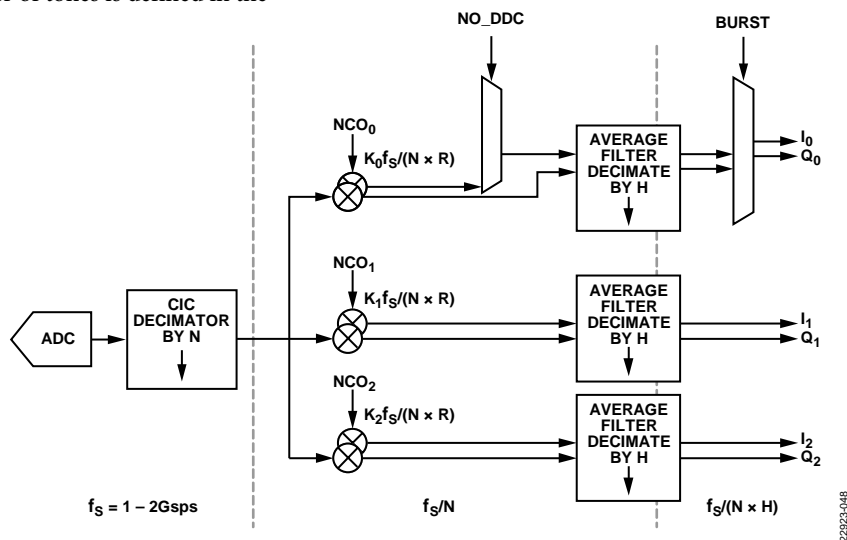 NO_DDC
BURST
NCO0
K0fS/(N × R)
AVERAGE
FILTER
DECIMATE
BY H
I0
Q0
ADC
CIC
DECIMATOR
BY N
NCO1
K1fS/(N × R)
AVERAGE
FILTER
DECIMATE
BY H
I1
Q1
NCO2
K2fS/(N × R)
AVERAGE
FILTER
DECIMATE
BY H
I2
Q2
fS = 1 – 2Gsps
fS/N
fS/(N × H)
22923-048